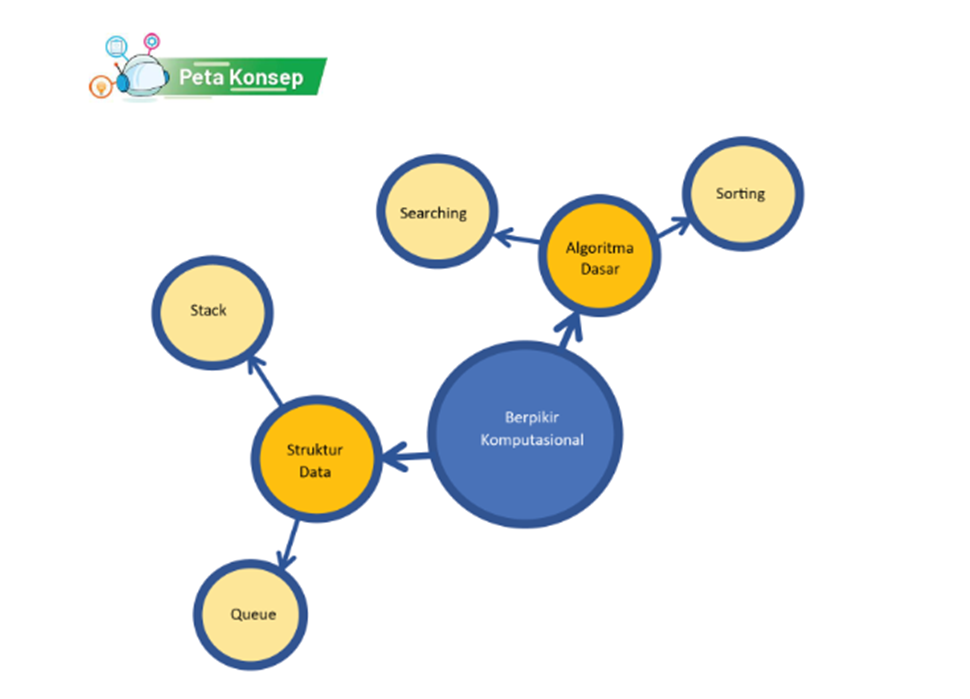 Peta Konsep
Searching
Algoritma
Dasar
Sorting
Stack
Berpikir
Komputasional
Struktur
Data
Queue